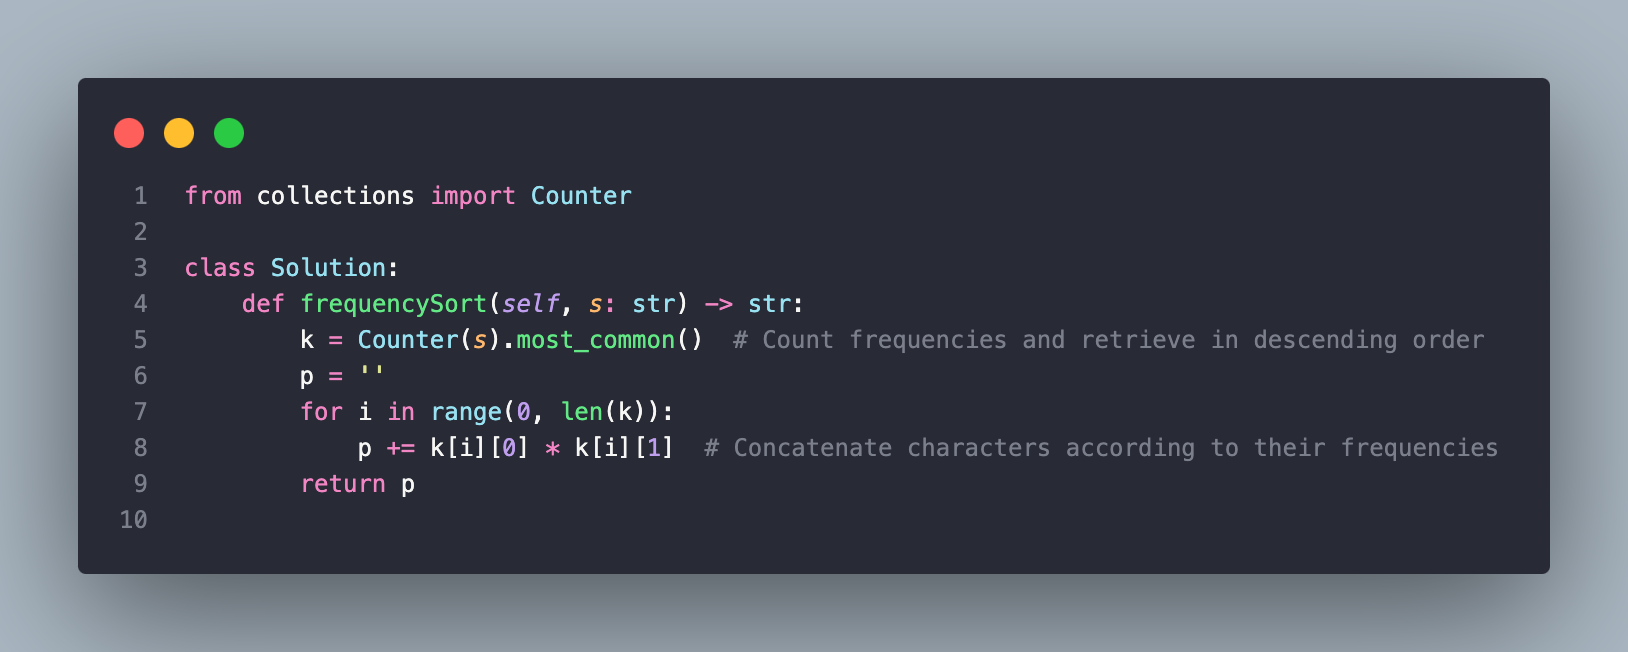 1 from collections import Counter
2
3 class Solution:
4     def frequencySort(self, s: str) -> str:
5         k = Counter(s).most_common()  # Count frequencies and retrieve in descending order
6         p = ''
7         for i in range(0, len(k)):
8             p += k[i][0] * k[i][1]  # Concatenate characters according to their frequencies
9         return p
10